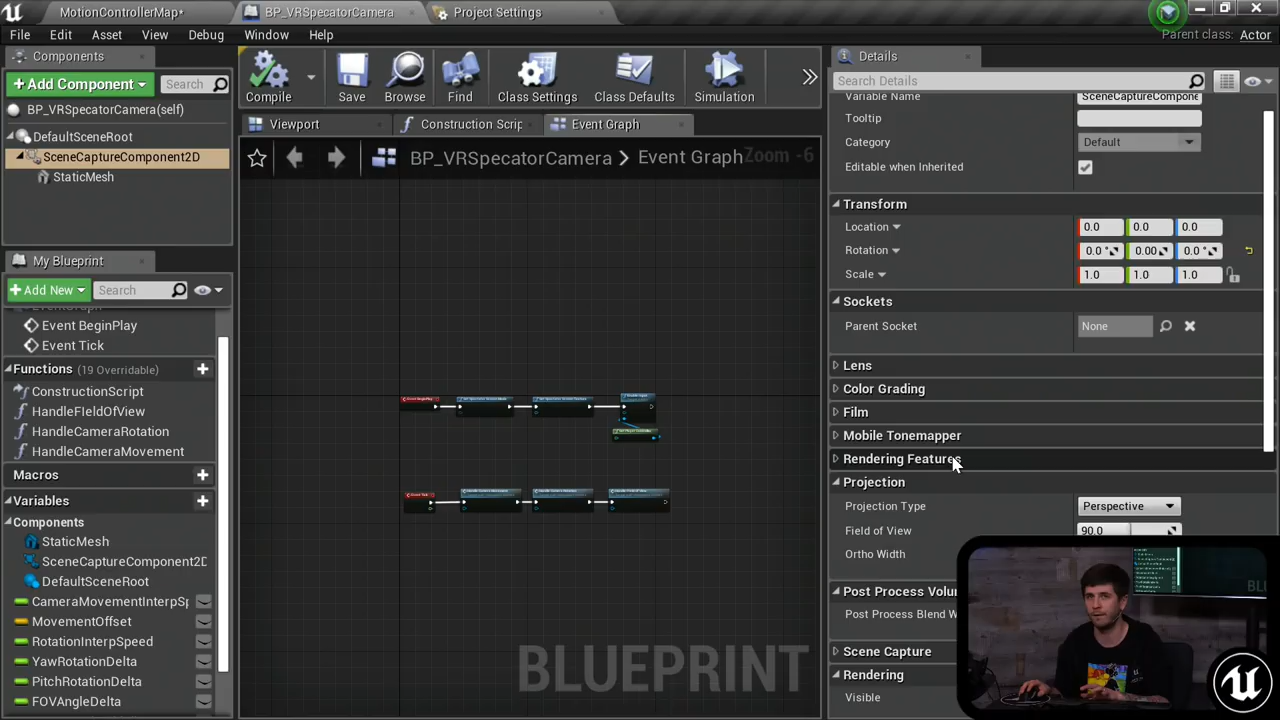 MotionControllerMap*
BP_VRSpecatorCamera
Project Settings
File
Edit
Asset
View
Debug
Window
Help
Parent class: Actor
Components
Add Component
Search
BP_VRSpecatorCamera(self)
DefaultSceneRoot
SceneCaptureComponent2D
StaticMesh
My Blueprint
Add New
Search
Event BeginPlay
Event Tick
Functions (19 Overridable)
ConstructionScript
HandleFIeldOfView
HandleCameraRotation
HandleCameraMovement
Macros
Variables
Components
StaticMesh
SceneCaptureComponent2D
DefaultSceneRoot
CameraMovementInterpSp
MovementOffset
RotationInterpSpeed
YawRotationDelta
PitchRotationDelta
FOVAngleDelta
Compile
Save
Browse
Find
Class Settings
Class Defaults
Simulation
Viewport
Construction Scrip
Event Graph
BP_VRSpecatorCamera > Event Graph
Zoom -6
Event BeginPlay
Event Tick
BLUEPRINT
Details
Search Details
Variable Name
SceneCaptureCompone
Tooltip
Category
Default
Editable when Inherited
Transform
Location
0.0 0.0 0.0
Rotation
0.0 ° 0.00 0.0 °
Scale
1.0 1.0 1.0
Sockets
Parent Socket
None
Lens
Color Grading
Film
Mobile Tonemapper
Rendering Features
Projection
Projection Type
Perspective
Field of View
90.0
Ortho Width
Post Process Volu
Post Process Blend W
Scene Capture
Rendering
Visible